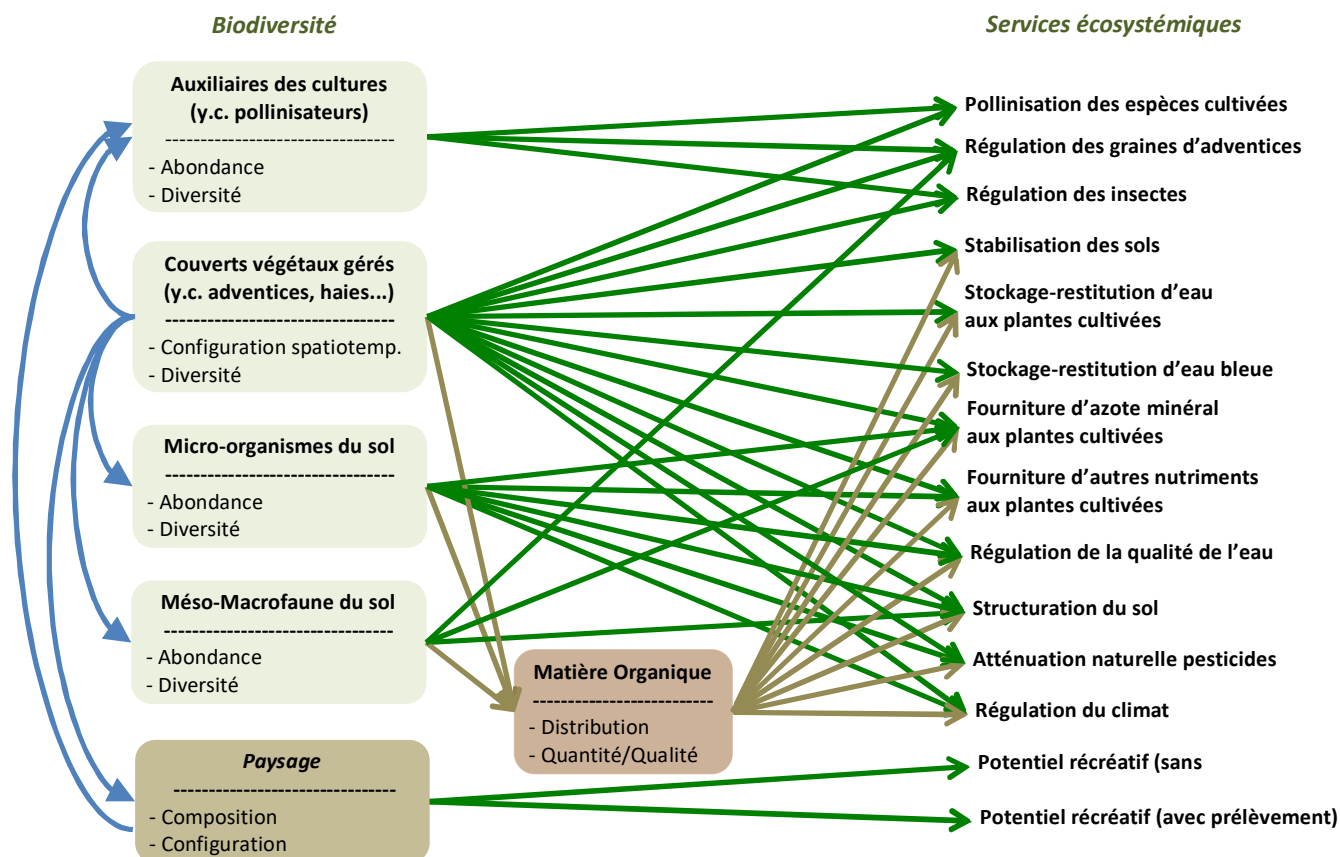 Biodiversité
Services écosystémiques
Auxiliaires des cultures
(y.c. pollinisateurs)
- Abondance
- Diversité
Couverts végétaux gérés
(y.c. adventices, haies...)
- Configuration spatiotemp.
- Diversité
Micro-organismes du sol
- Abondance
- Diversité
Méso-Macrofaune du sol
- Abondance
- Diversité
Paysage
- Composition
- Configuration
Matière Organique
- Distribution
- Quantité/Qualité
Pollinisation des espèces cultivées
Régulation des graines d’adventices
Régulation des insectes
Stabilisation des sols
Stockage-restitution d’eau
aux plantes cultivées
Stockage-restitution d’eau bleue
Fourniture d’azote minéral
aux plantes cultivées
Fourniture d’autres nutriments
aux plantes cultivées
Régulation de la qualité de l’eau
Structuration du sol
Atténuation naturelle pesticides
Régulation du climat
Potentiel récréatif (sans
Potentiel récréatif (avec prélèvement)